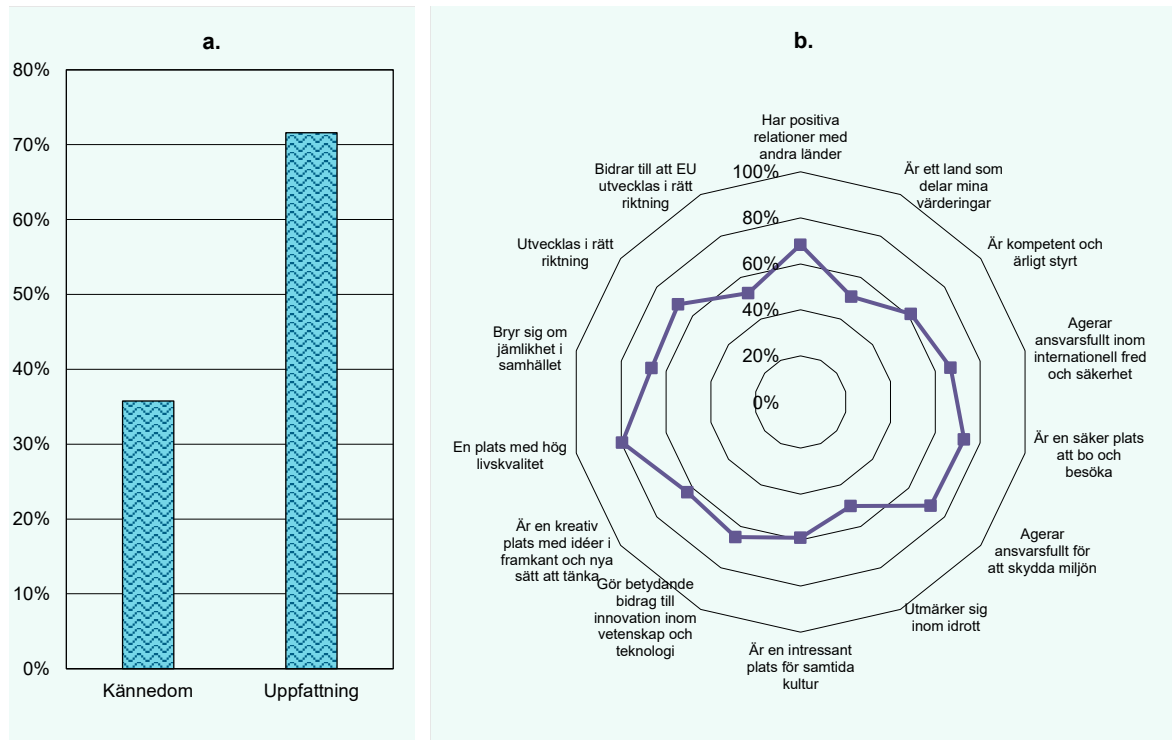 a.
80%
70%
60%
50%
40%
30%
20%
10%
0%
Kännedom
Uppfattning
b.
Har positiva
relationer med
andra länder
Är ett land som
delar mina
värderingar
Är kompetent och
ärligt styrt
Agerar
ansvarsfullt inom
internationell fred
och säkerhet
Är en säker plats
att bo och
besöka
Agerar
ansvarsfullt för
att skydda miljön
Utmärker sig
inom idrott
Är en intressant
plats för samtida
kultur
Gör betydande
bidrag till
innovation inom
vetenskap och
teknologi
Är en kreativ
plats med idéer i
framkant och nya
sätt att tänka
En plats med hög
livskvalitet
Bryr sig om
jämlikhet i
samhället
Utvecklas i rätt
riktning
Bidrar till att EU
utvecklas i rätt
riktning
100%
80%
60%
40%
20%
0%